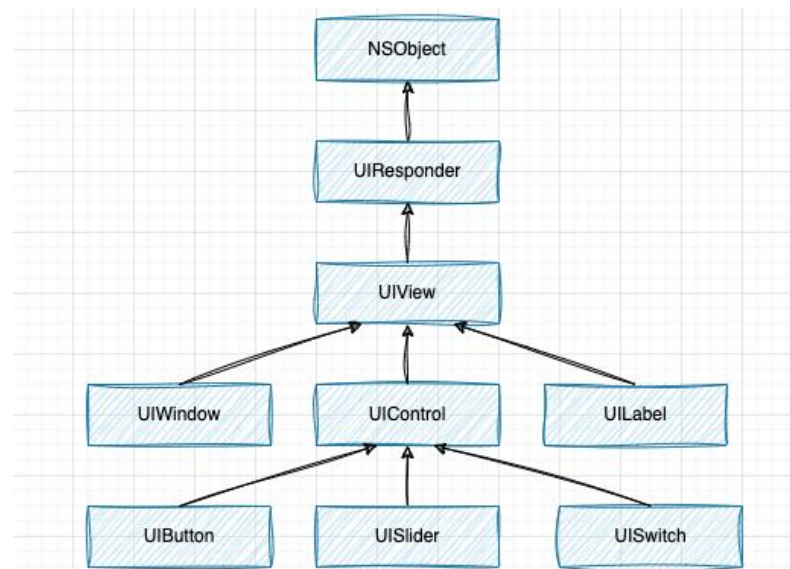 NSObject
UIResponder
UIView
UIWindow
UIControl
UILabel
UIButton
UISlider
UISwitch